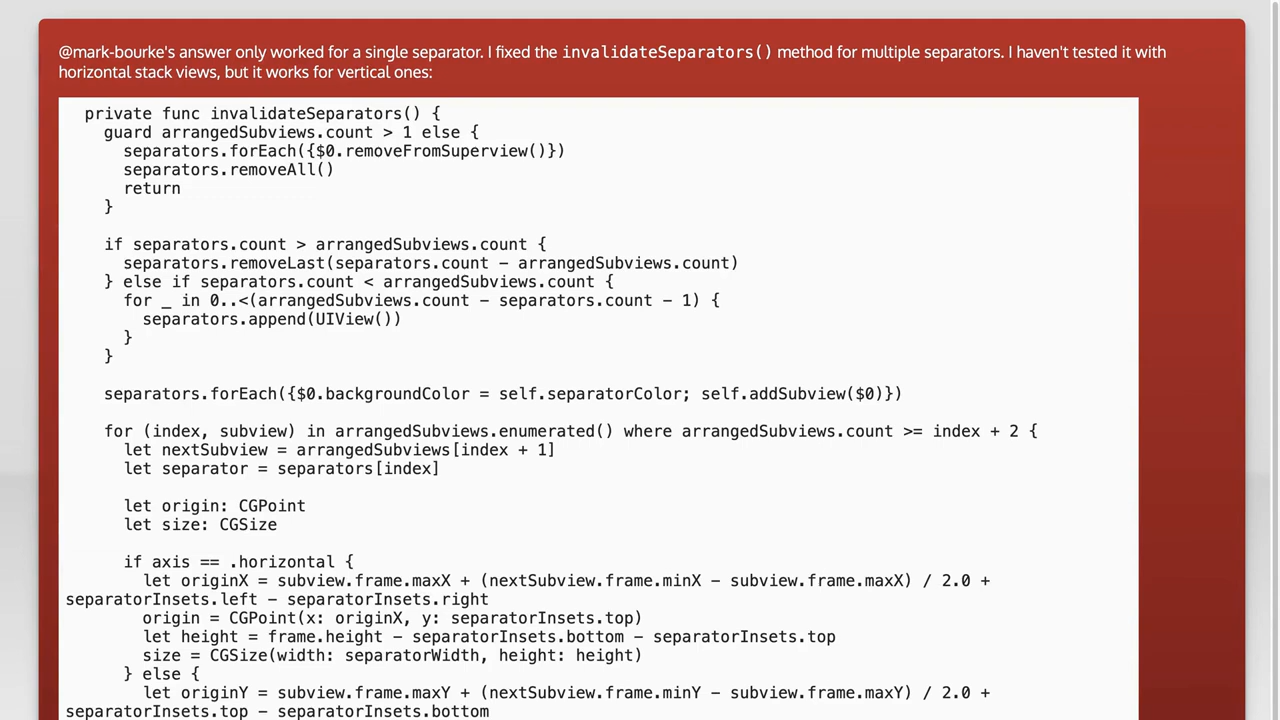 @mark-bourke's answer only worked for a single separator. I fixed the invalidateSeparators() method for multiple separators. I haven't tested it with
horizontal stack views, but it works for vertical ones:
private func invalidateSeparators() {
guard arrangedSubviews.count > 1 else {
separators.forEach({$0.removeFromSuperview()})
separators.removeAll()
return
}
if separators.count > arrangedSubviews.count {
separators.removeLast(separators.count - arrangedSubviews.count)
} else if separators.count < arrangedSubviews.count {
for _ in 0..<(arrangedSubviews.count - separators.count - 1) {
separators.append(UIView())
}
}
separators.forEach({$0.backgroundColor = self.separatorColor; self.addSubview($0)})
for (index, subview) in arrangedSubviews.enumerated() where arrangedSubviews.count >= index + 2 {
let nextSubview = arrangedSubviews[index + 1]
let separator = separators[index]
let origin: CGPoint
let size: CGSize
if axis == .horizontal {
let originX = subview.frame.maxX + (nextSubview.frame.minX - subview.frame.maxX) / 2.0 +
separatorInsets.left - separatorInsets.right
origin = CGPoint(x: originX, y: separatorInsets.top)
let height = frame.height - separatorInsets.bottom - separatorInsets.top
size = CGSize(width: separatorWidth, height: height)
} else {
let originY = subview.frame.maxY + (nextSubview.frame.minY - subview.frame.maxY) / 2.0 +
separatorInsets.top - separatorInsets.bottom